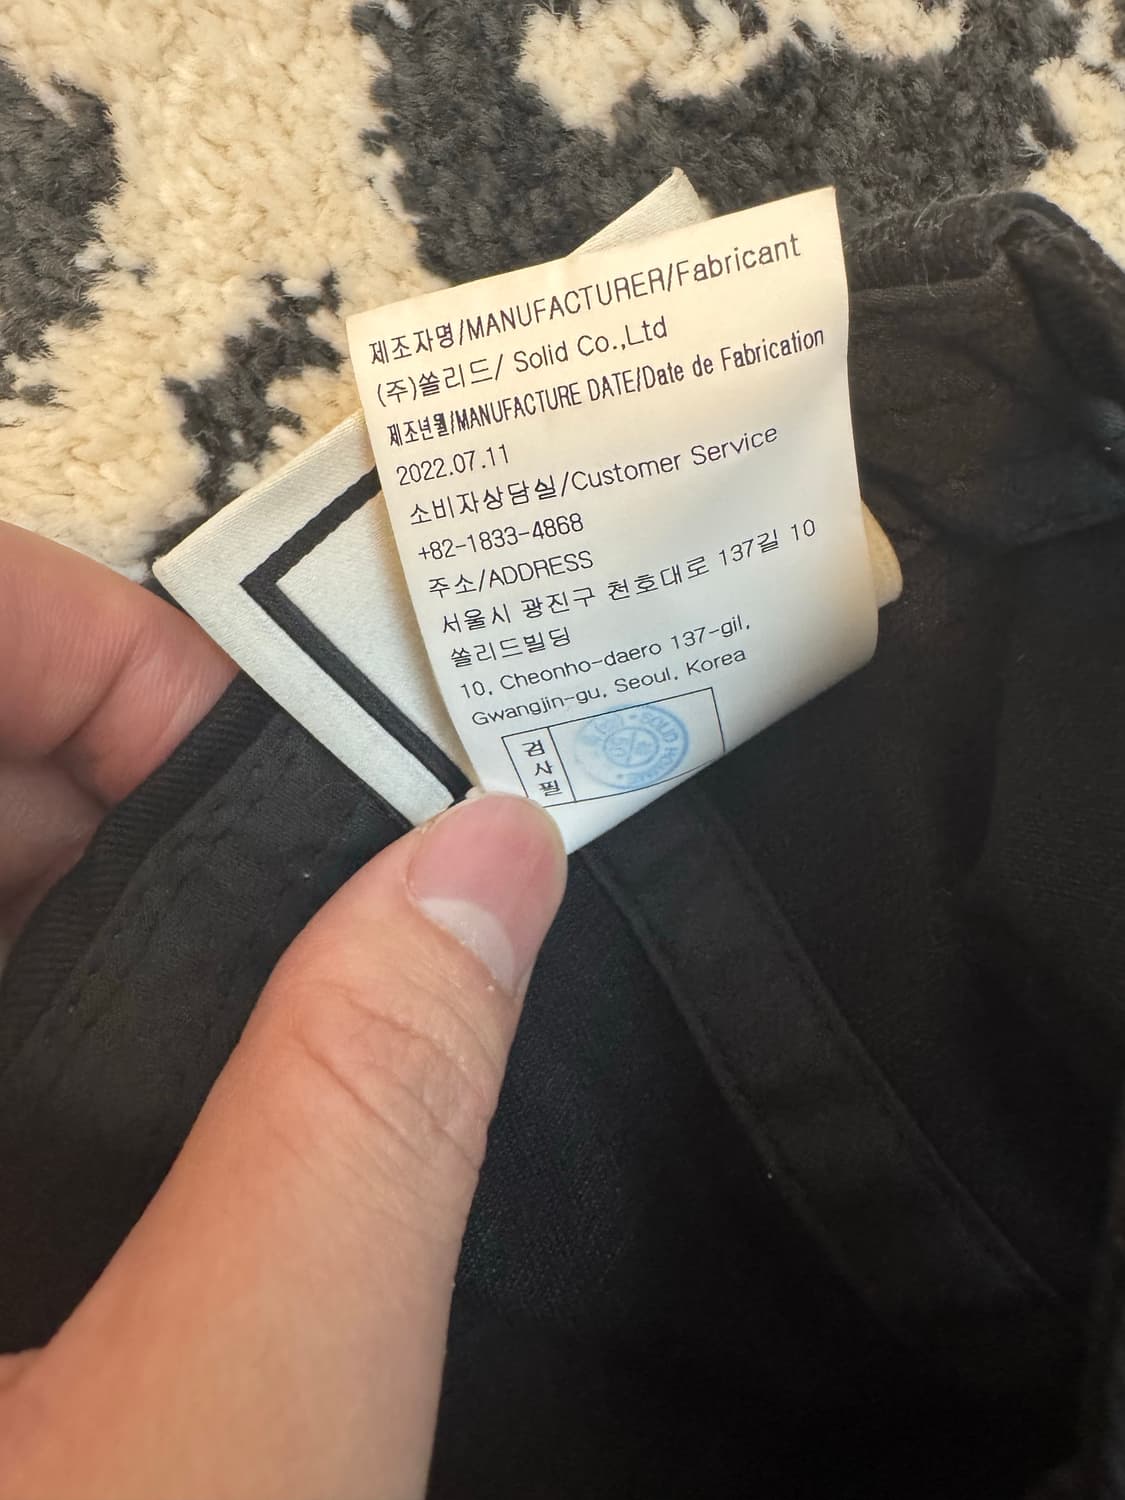 제조자명/MANUFACTURER/Fabricant
(주)쏠리드/ Solid Co.,Ltd
제조년월/MANUFACTURE DATE/Date de Fabrication
2022.07.11
소비자상담실/Customer Service
+82-1833-4868
주소/ADDRESS
서울시 광진구 천호대로 137길 10
쏠리드빌딩
10, Cheonho-daero 137-gil,
Gwangjin-gu, Seoul, Korea
검사필
SOLID HOMME